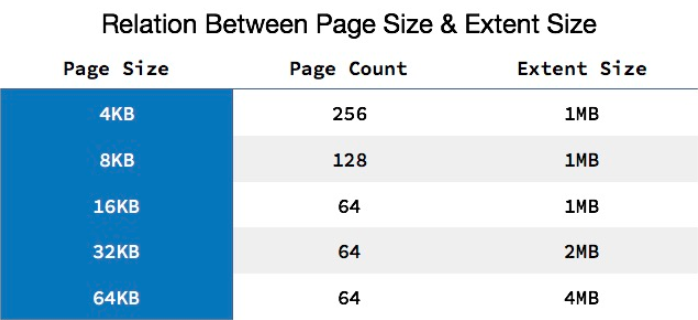 Relation Between Page Size & Extent Size
Page Size Page Count Extent Size
4KB 256 1MB
8KB 128 1MB
16KB 64 1MB
32KB 64 2MB
64KB 64 4MB